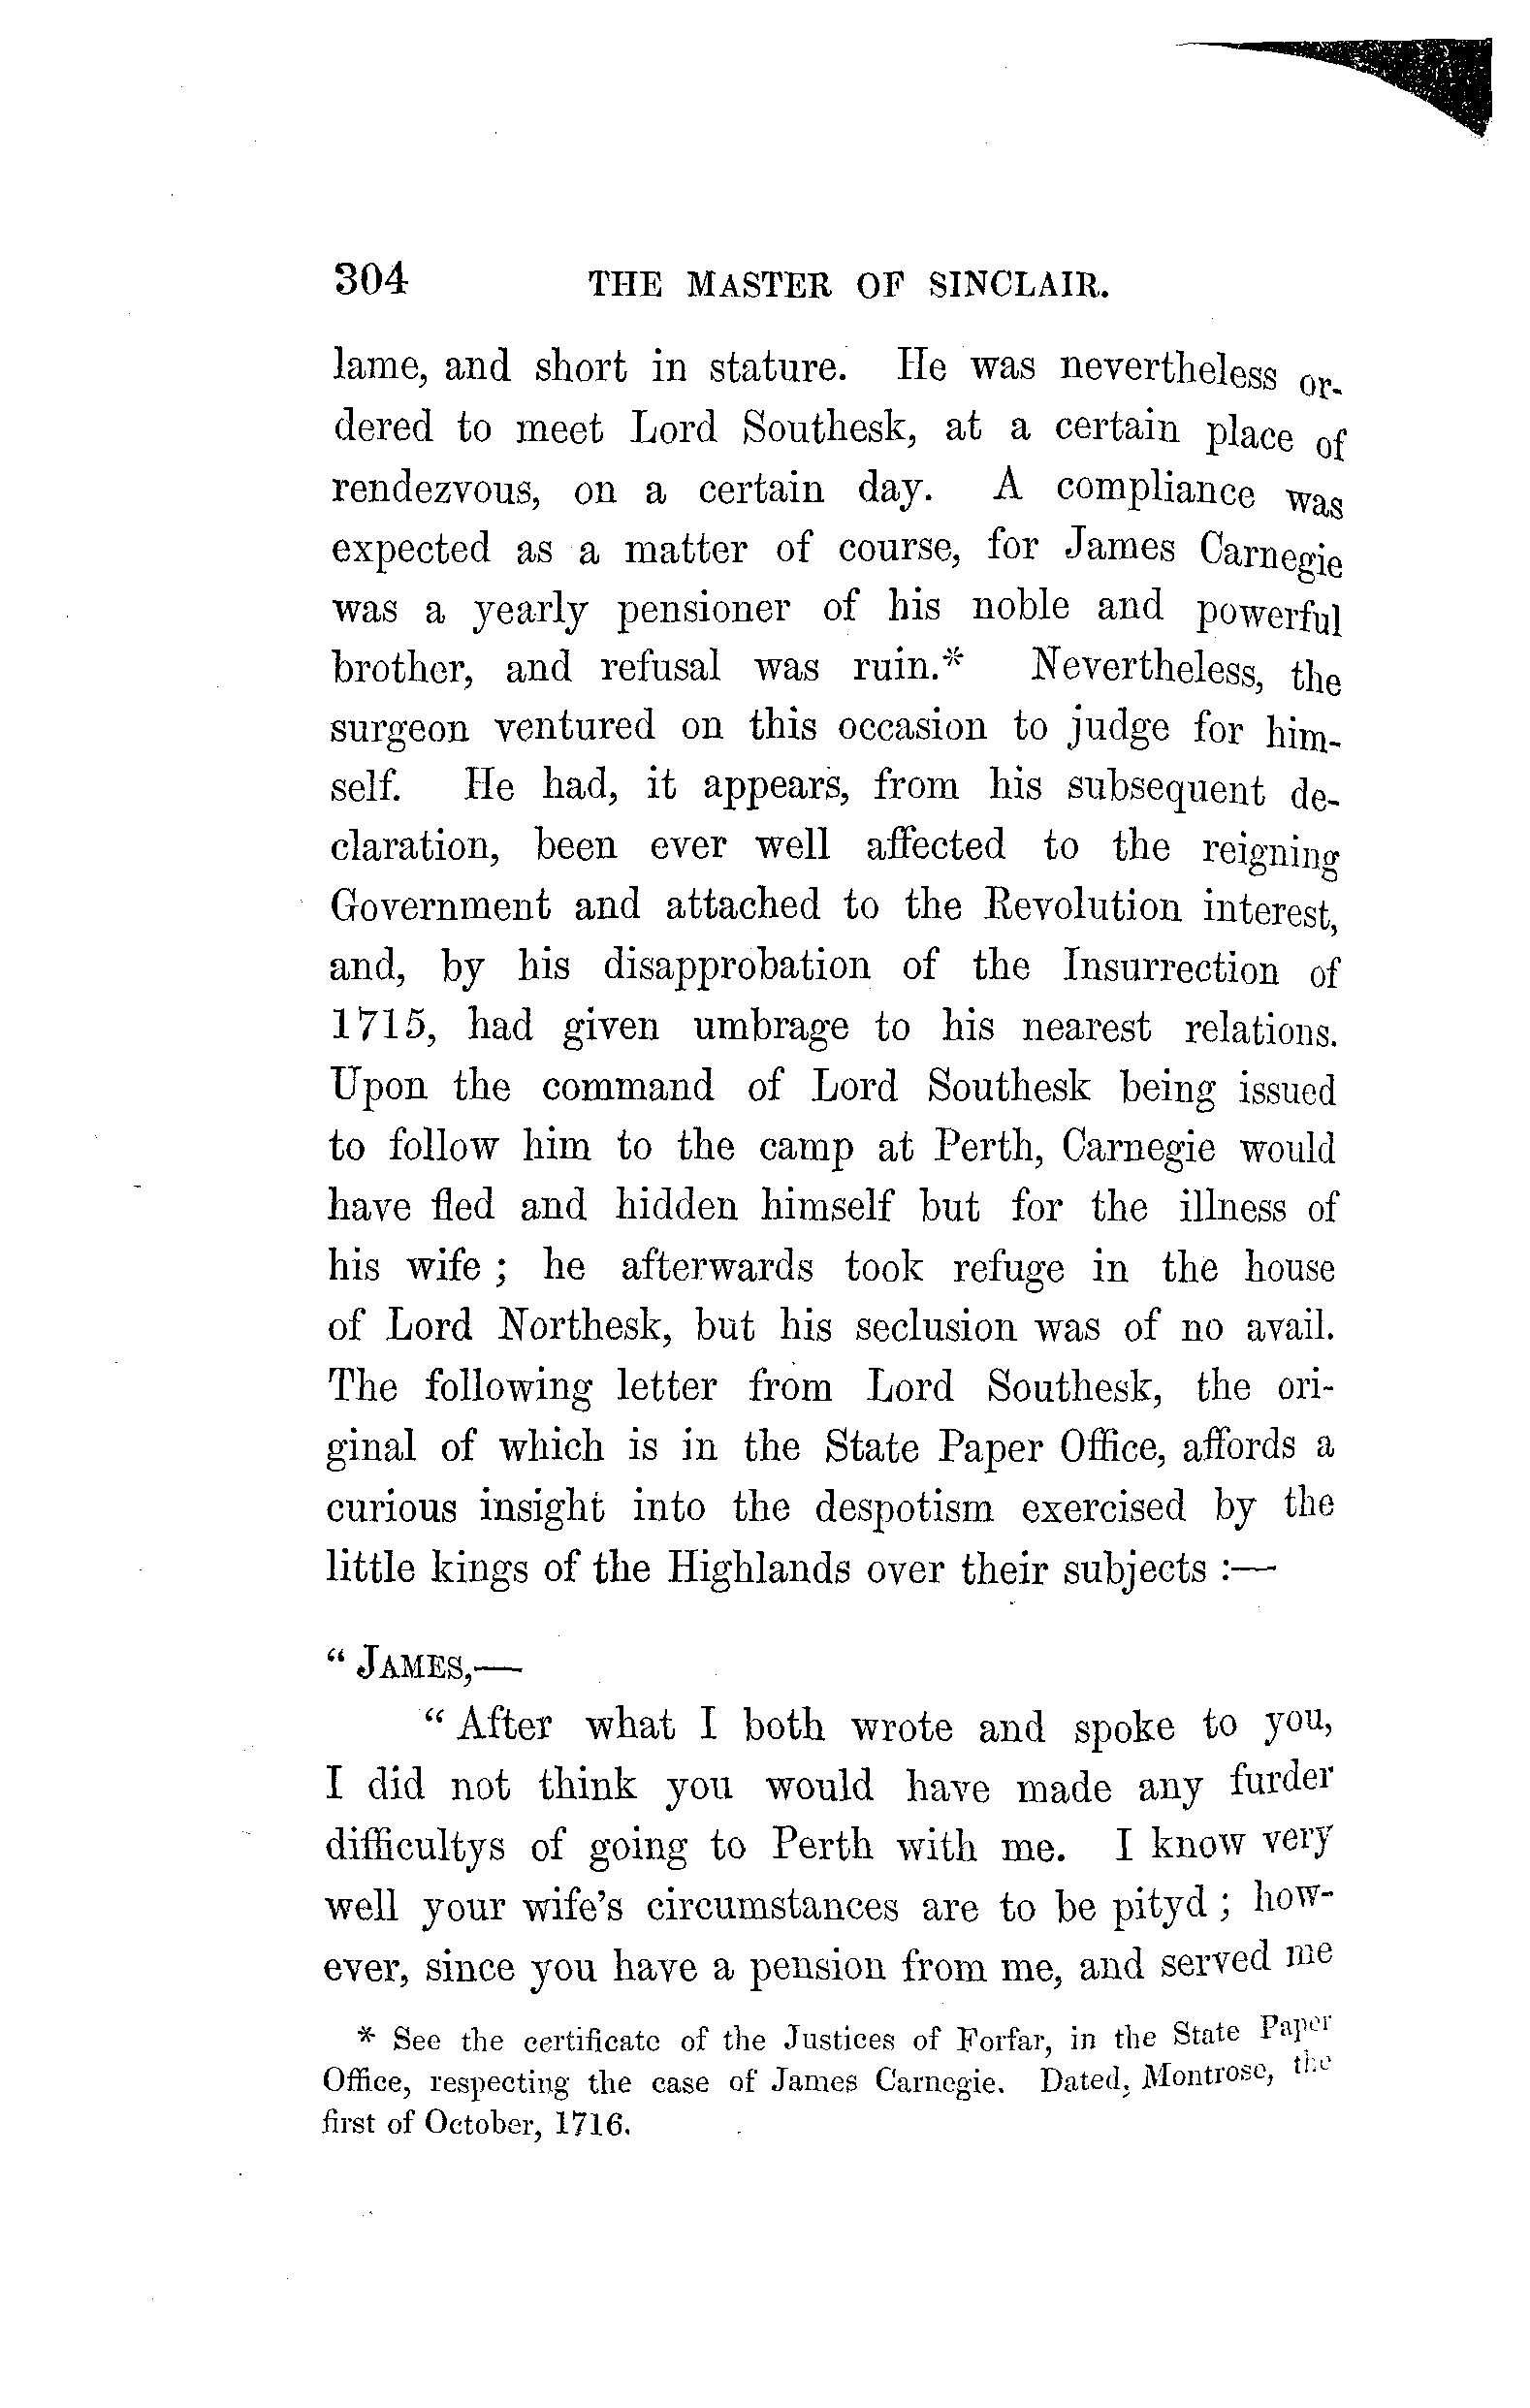 304 THE MASTER OF SINCLAIR.
lame, and short in stature. He was nevertheless or-
dered to meet Lord Southesk, at a certain place of
rendezvous, on a certain day. A compliance was
expected as a matter of course, for James Carnegie
was a yearly pensioner of his noble and powerful
brother, and refusal was ruin.* Nevertheless, the
surgeon ventured on this occasion to judge for him-
self. He had, it appears, from his subsequent de-
claration, been ever well affected to the reigning
Government and attached to the Revolution interest,
and, by his disapprobation of the Insurrection of
1715, had given umbrage to his nearest relations.
Upon the command of Lord Southesk being issued
to follow him to the camp at Perth, Carnegie would
have fled and hidden himself but for the illness of
his wife ; he afterwards took refuge in the house
of Lord Northesk, but his seclusion was of no avail.
The following letter from Lord Southesk, the ori-
ginal of which is in the State Paper Office, affords a
curious insight into the despotism exercised by the
little kings of the Highlands over their subjects :—
“ JAMES,—
“ After what I both wrote and spoke to you,
I did not think you would have made any furder
difficultys of going to Perth with me. I know very
well your wife's circumstances are to be pityd ; how-
ever, since you have a pension from me, and served me
* See the certificate of the Justices of Forfar, in the State Paper
Office, respecting the case of James Carnegie. Dated, Montrose, the
first of October, 1716.